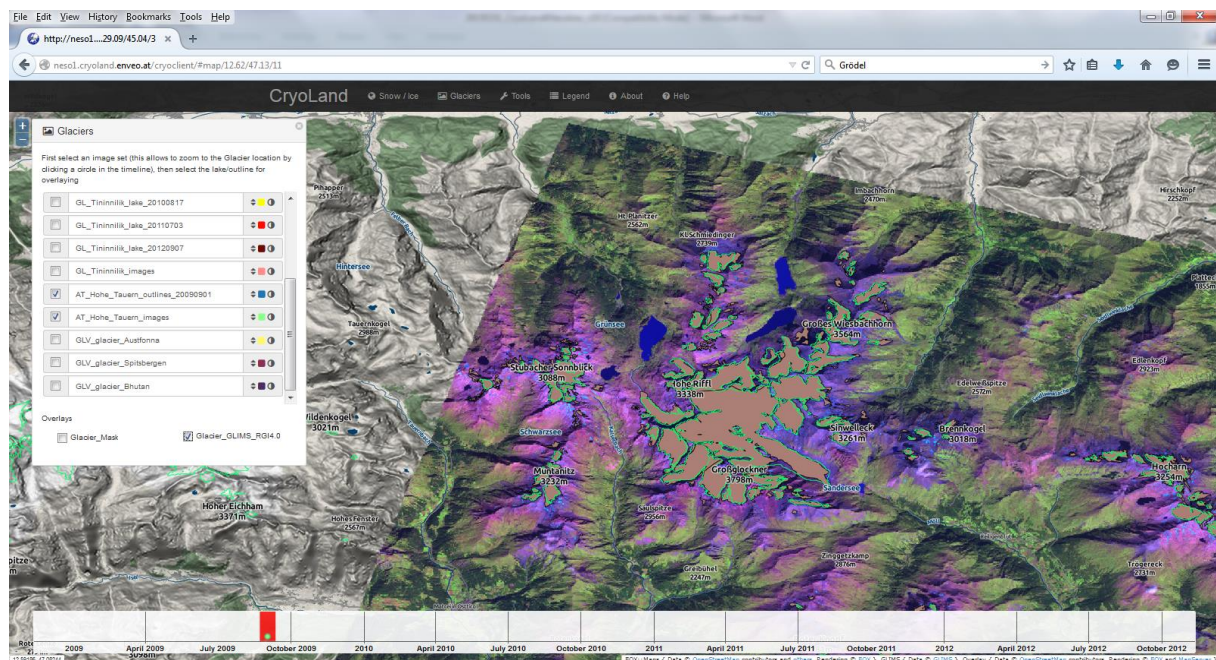 File Edit View History Bookmarks Tools Help
http://neso1....29.09/45.04/3 × +
neso1.cryoland.enveo.at/cryoclient/#map/12.62/47.13/11
Grödel
CryoLand
Snow / Ice Glaciers Tools Legend About Help
Glaciers
First select an image set (this allows to zoom to the Glacier location by
clicking a circle in the timeline), then select the lake/outline for
overlaying
GL_Tininnilik_lake_20100817
GL_Tininnilik_lake_20110703
GL_Tininnilik_lake_20120907
GL_Tininnilik_images
AT_Hohe_Tauern_outlines_20090901
AT_Hohe_Tauern_images
GLV_glacier_Austfonna
GLV_glacier_Spitsbergen
GLV_glacier_Bhutan
Overlays
Glacier_Mask Glacier_GLIMS_RGI4.0
Pihapper
2513m
Hintersee
Tauernkogel
2988m
Wildenkogel
3021m
Hoher Eichham
3371m
Hohes Fenster
2567m
Ht. Planitzer
2562m
Kl. Schmiedinger
2739m
Imbachhorn
2470m
Hirschkopf
2252m
1855m
Grünsee
Großes Wiesbachhorn
3564m
Stubacher Sonnblick
3088m
Hohe Riffl
3338m
Edelweißspitze
2572m
Edlenkopf
2923m
Schwarzsee
Sinwelleck
3261m
Brennkogel
3018m
Muntanitz
3232m
Großglockner
3798m
Sandersee
Hocharn
3254m
2956m
Zinggetzkamp
2876m
Greibühel
2247m
Trogereck
2731m
3098m
2009 April 2009 July 2009 October 2009 2010 April 2010 July 2010 October 2010 2011 April 2011 July 2011 October 2011 2012 April 2012 July 2012 October 2012